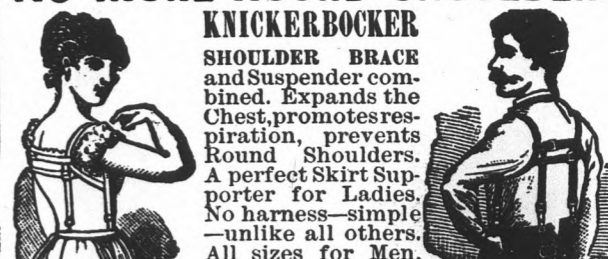 KNICKERBOCKER
SHOULDER BRACE
and Suspender com-
bined. Expands the
Chest, promotes res-
piration, prevents
Round Shoulders.
A perfect Skirt Sup-
porter for Ladies.
No harness—simple
—unlike all others.
All sizes for Men,